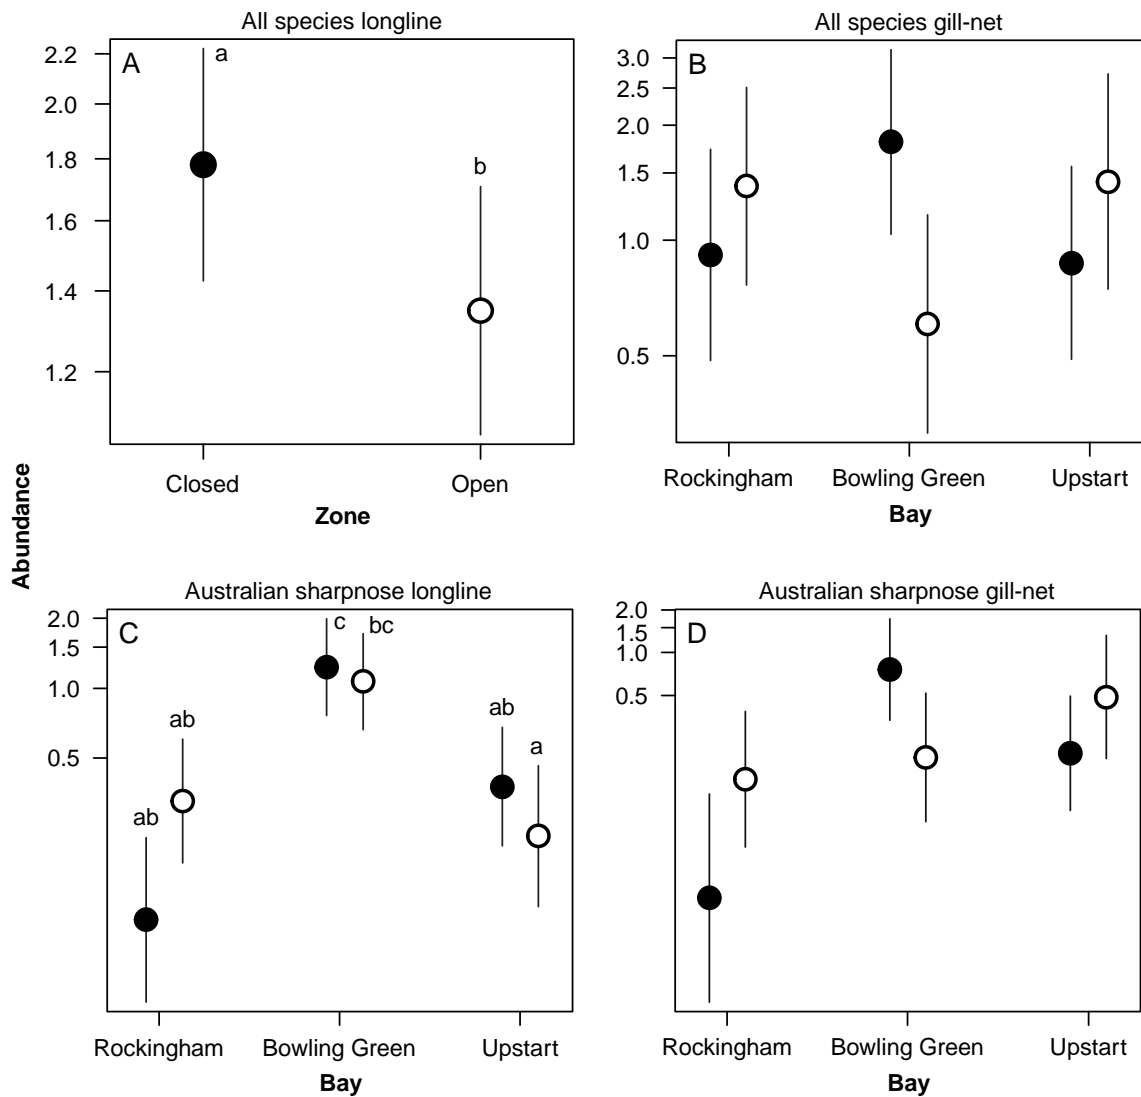 All species longline
A
2.2
2.0
1.8
1.6
1.4
1.2
a
b
Closed
Open
Zone
All species gill-net
B
3.0
2.5
2.0
1.5
1.0
0.5
Rockingham
Bowling Green
Upstart
Bay
Abundance
Australian sharpnose longline
C
2.0
1.5
1.0
0.5
ab
ab
c
bc
ab
a
Rockingham
Bowling Green
Upstart
Bay
Australian sharpnose gill-net
D
2.0
1.5
1.0
0.5
Rockingham
Bowling Green
Upstart
Bay